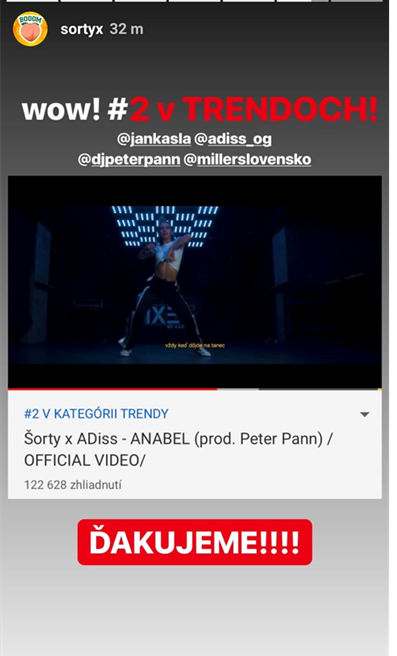 BOOOM
sortyx 32 m
wow! #2 v TRENDOCH!
@jankasla @adiss_og
@djpeterpann @millerslovensko
vždy keď dôjde na tanec
#2 V KATEGÓRII TRENDY
Šorty x ADiss - ANABEL (prod. Peter Pann) /
OFFICIAL VIDEO/
122 628 zhliadnutí
ĎAKUJEME!!!!